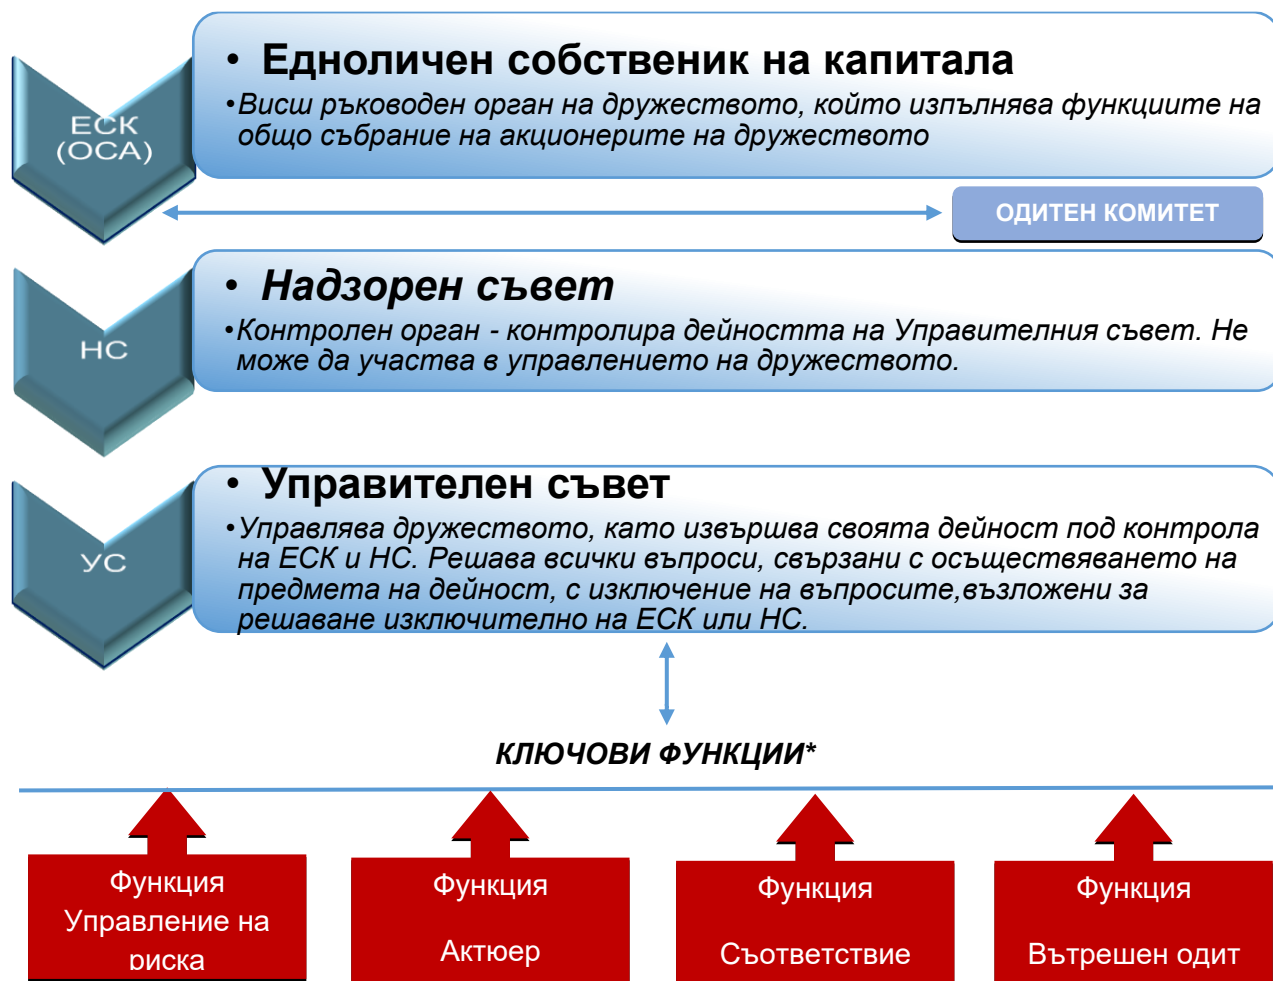 ЕСК
(ОСА)
• Едноличен собственик на капитала
•Висш ръководен орган на дружеството, който изпълнява функциите на
общо събрание на акционерите на дружеството
ОДИТЕН КОМИТЕТ
НС
• Надзорен съвет
•Контролен орган - контролира дейността на Управителния съвет. Не
може да участва в управлението на дружеството.
УС
• Управителен съвет
•Управлява дружеството, като извършва своята дейност под контрола
на ЕСК и НС. Решава всички въпроси, свързани с осъществяването на
предмета на дейност, с изключение на въпросите,възложени за
решаване изключително на ЕСК или НС.
КЛЮЧОВИ ФУНКЦИИ*
Функция
Управление на
риска
Функция
Актюер
Функция
Съответствие
Функция
Вътрешен одит